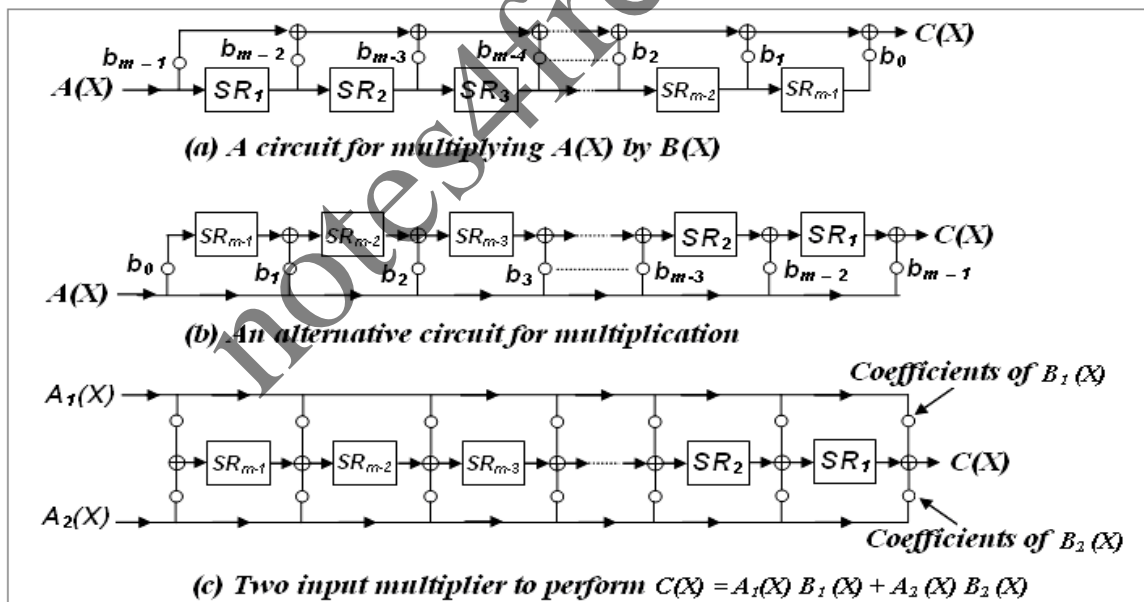 b_{m-1} b_{m-2} b_{m-3} b_{m-4} b_2 b_1 b_0 C(X)
A(X) SR_1 SR_2 SR_3 SR_{m-2} SR_{m-1}
(a) A circuit for multiplying A(X) by B(X)
SR_{m-1} SR_{m-2} SR_{m-3} SR_2 SR_1 C(X)
b_0 b_1 b_2 b_3 b_{m-3} b_{m-2} b_{m-1}
A(X)
(b) An alternative circuit for multiplication
Coefficients of B_1(X)
A_1(X)
SR_{m-1} SR_{m-2} SR_{m-3} SR_2 SR_1 C(X)
A_2(X)
Coefficients of B_2(X)
(c) Two input multiplier to perform C(X) = A_1(X) B_1(X) + A_2(X) B_2(X)